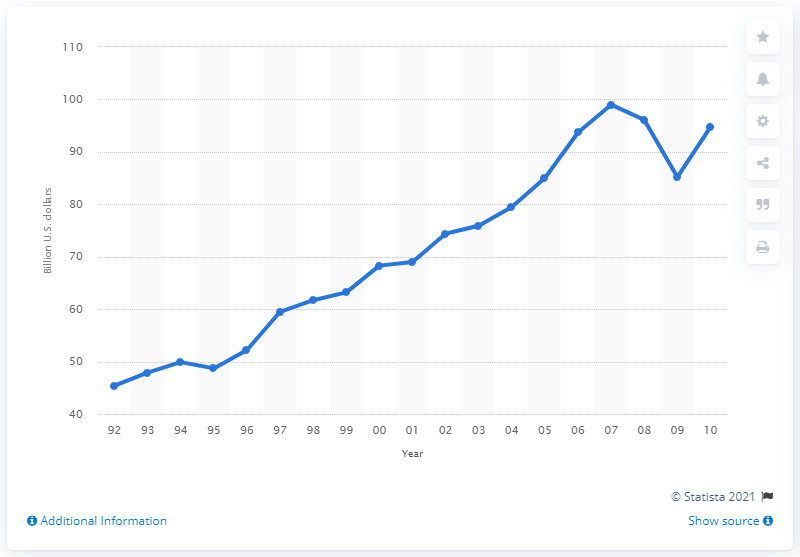 110
100
90
80
70
60
50
40
Billion U.S. dollars
92 93 94 95 96 97 98 99 00 01 02 03 04 05 06 07 08 09 10
Year
© Statista 2021
Additional Information
Show source